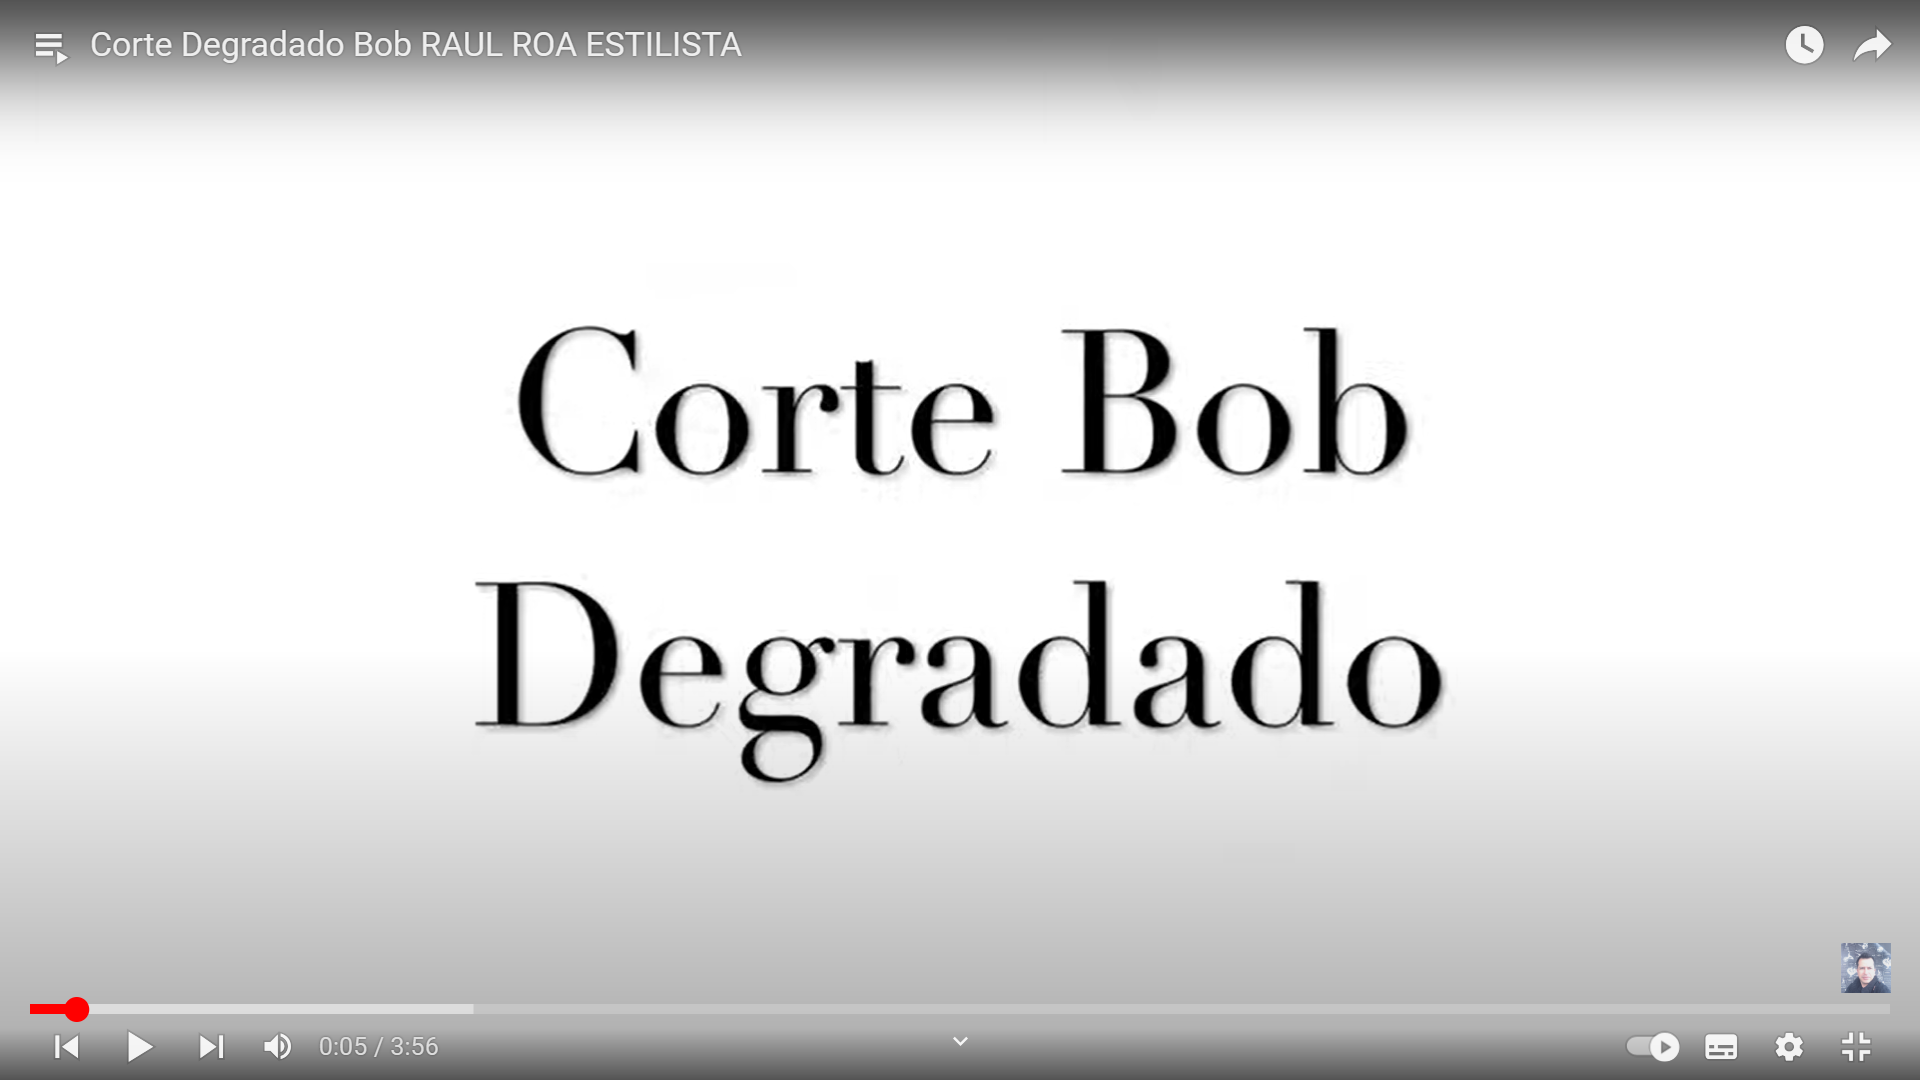 Corte Degradado Bob RAUL ROA ESTILISTA
Corte Bob
Degradado
0:05 / 3:56